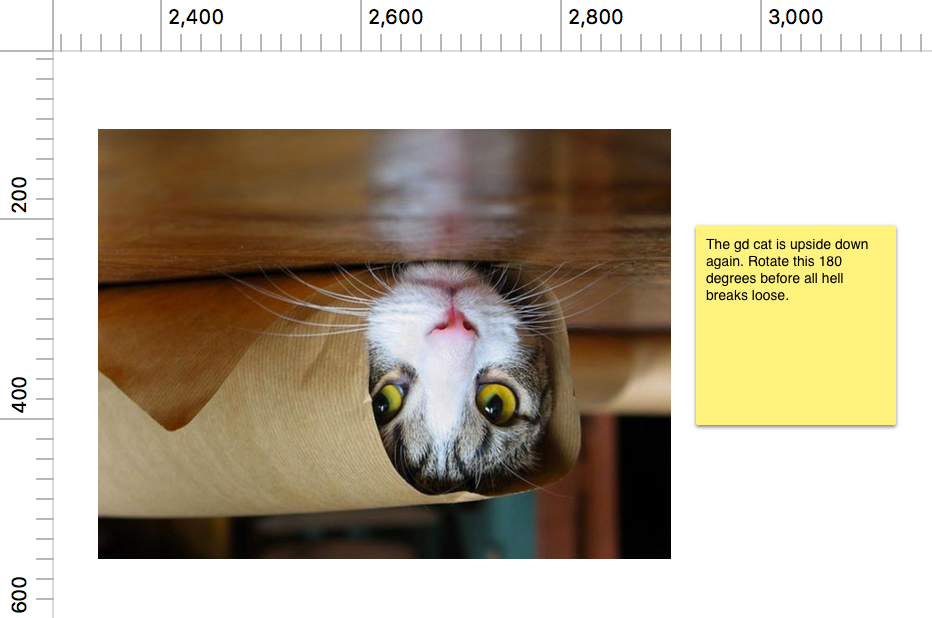 2,400 2,600 2,800 3,000
200
400
600
The gd cat is upside down
again. Rotate this 180
degrees before all hell
breaks loose.